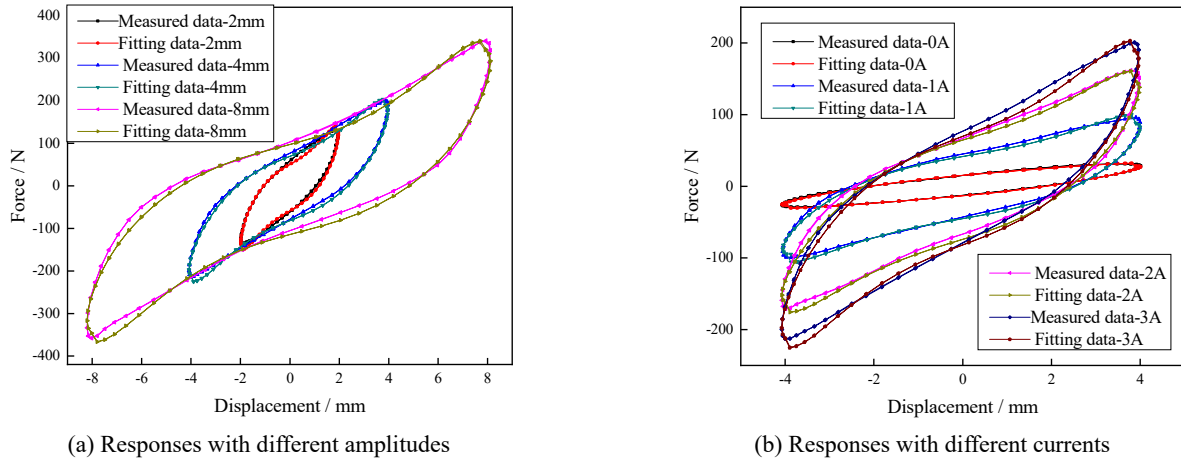 400
300
200
100
0
-100
-200
-300
-400
Force / N
Measured data-2mm
Fitting data-2mm
Measured data-4mm
Fitting data-4mm
Measured data-8mm
Fitting data-8mm
-8 -6 -4 -2 0 2 4 6 8
Displacement / mm
(a) Responses with different amplitudes
200
100
0
-100
-200
Force / N
Measured data-0A
Fitting data-0A
Measured data-1A
Fitting data-1A
Measured data-2A
Fitting data-2A
Measured data-3A
Fitting data-3A
-4 -2 0 2 4
Displacement / mm
(b) Responses with different currents